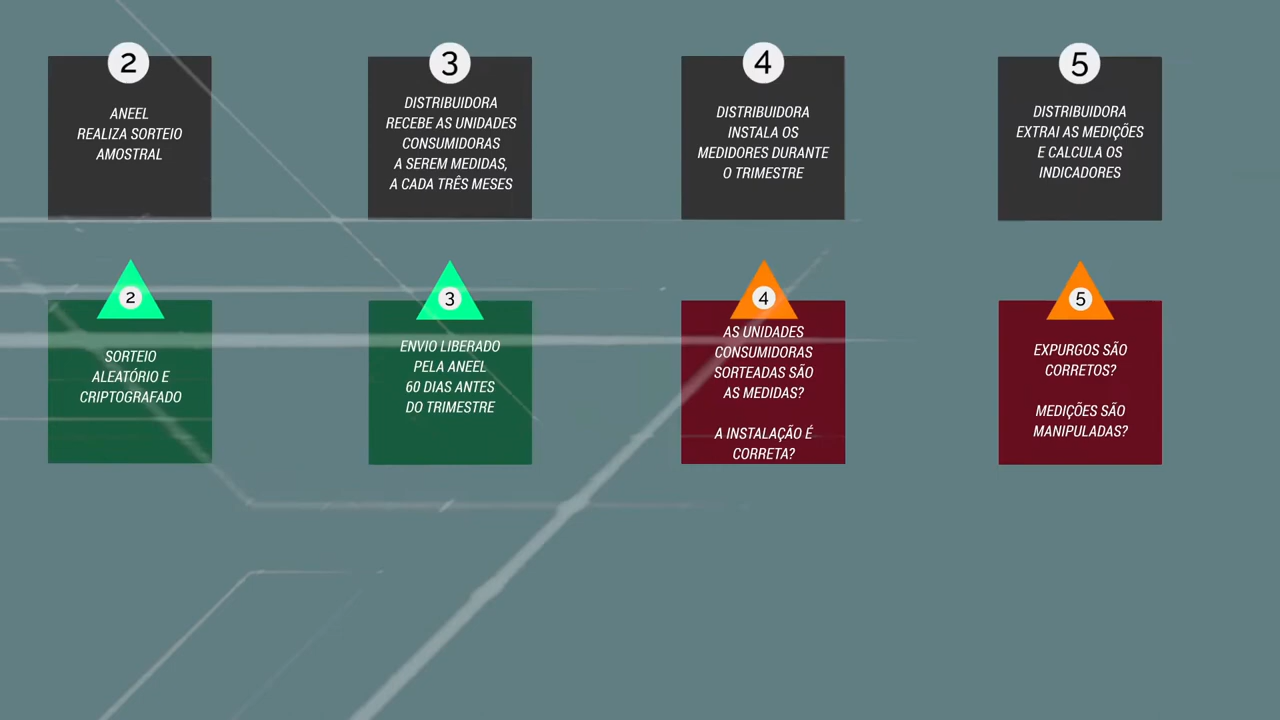 2
ANEEL
REALIZA SORTEIO
AMOSTRAL
3
DISTRIBUIDORA
RECEBE AS UNIDADES
CONSUMIDORAS
A SEREM MEDIDAS,
A CADA TRÊS MESES
4
DISTRIBUIDORA
INSTALA OS
MEDIDORES DURANTE
O TRIMESTRE
5
DISTRIBUIDORA
EXTRAI AS MEDIÇÕES
E CALCULA OS
INDICADORES
2
SORTEIO
ALEATÓRIO E
CRIPTOGRAFADO
3
ENVIO LIBERADO
PELA ANEEL
60 DIAS ANTES
DO TRIMESTRE
4
AS UNIDADES
CONSUMIDORAS
SORTEADAS SÃO
AS MEDIDAS?
A INSTALAÇÃO É
CORRETA?
5
EXPURGOS SÃO
CORRETOS?
MEDIÇÕES SÃO
MANIPULADAS?